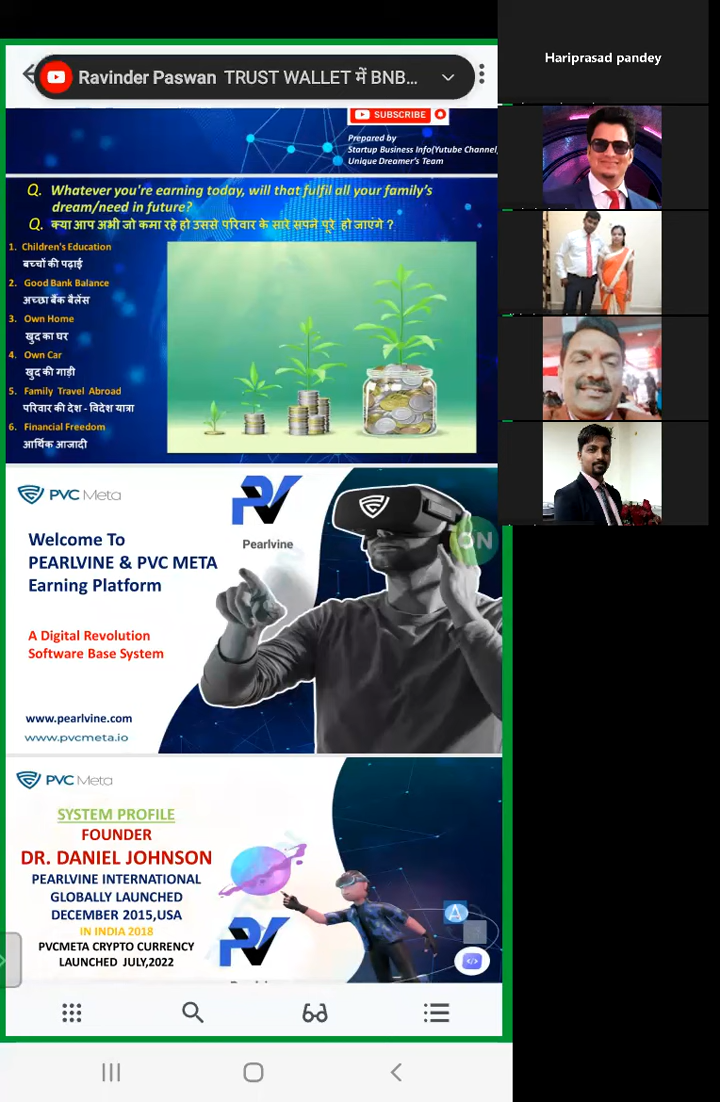 Ravinder Paswan TRUST WALLET में BNB...
SUBSCRIBE
Prepared by
Startup Business Info(Yutube Channel,
Unique Dreamer's Team
Q. Whatever you're earning today, will that fulfil all your family's
dream/need in future?
Q. क्या आप अभी जो कमा रहे हो उससे परिवार के सारे सपने पूरे हो जाएंगे ?
1. Children's Education
बच्चों की पढ़ाई
2. Good Bank Balance
अच्छा बैंक बैलेंस
3. Own Home
खुद का घर
4. Own Car
खुद की गाड़ी
5. Family Travel Abroad
परिवार की देश - विदेश यात्रा
6. Financial Freedom
आर्थिक आजादी
PVC Meta
PV
Pearlvine
Welcome To
PEARLVINE & PVC META
Earning Platform
A Digital Revolution
Software Base System
www.pearlvine.com
www.pvcmeta.io
ON
PVC Meta
SYSTEM PROFILE
FOUNDER
DR. DANIEL JOHNSON
PEARLVINE INTERNATIONAL
GLOBALLY LAUNCHED
DECEMBER 2015,USA
IN INDIA 2018
PVCMETA CRYPTO CURRENCY
LAUNCHED JULY,2022
PV
A
</>
Hariprasad pandey